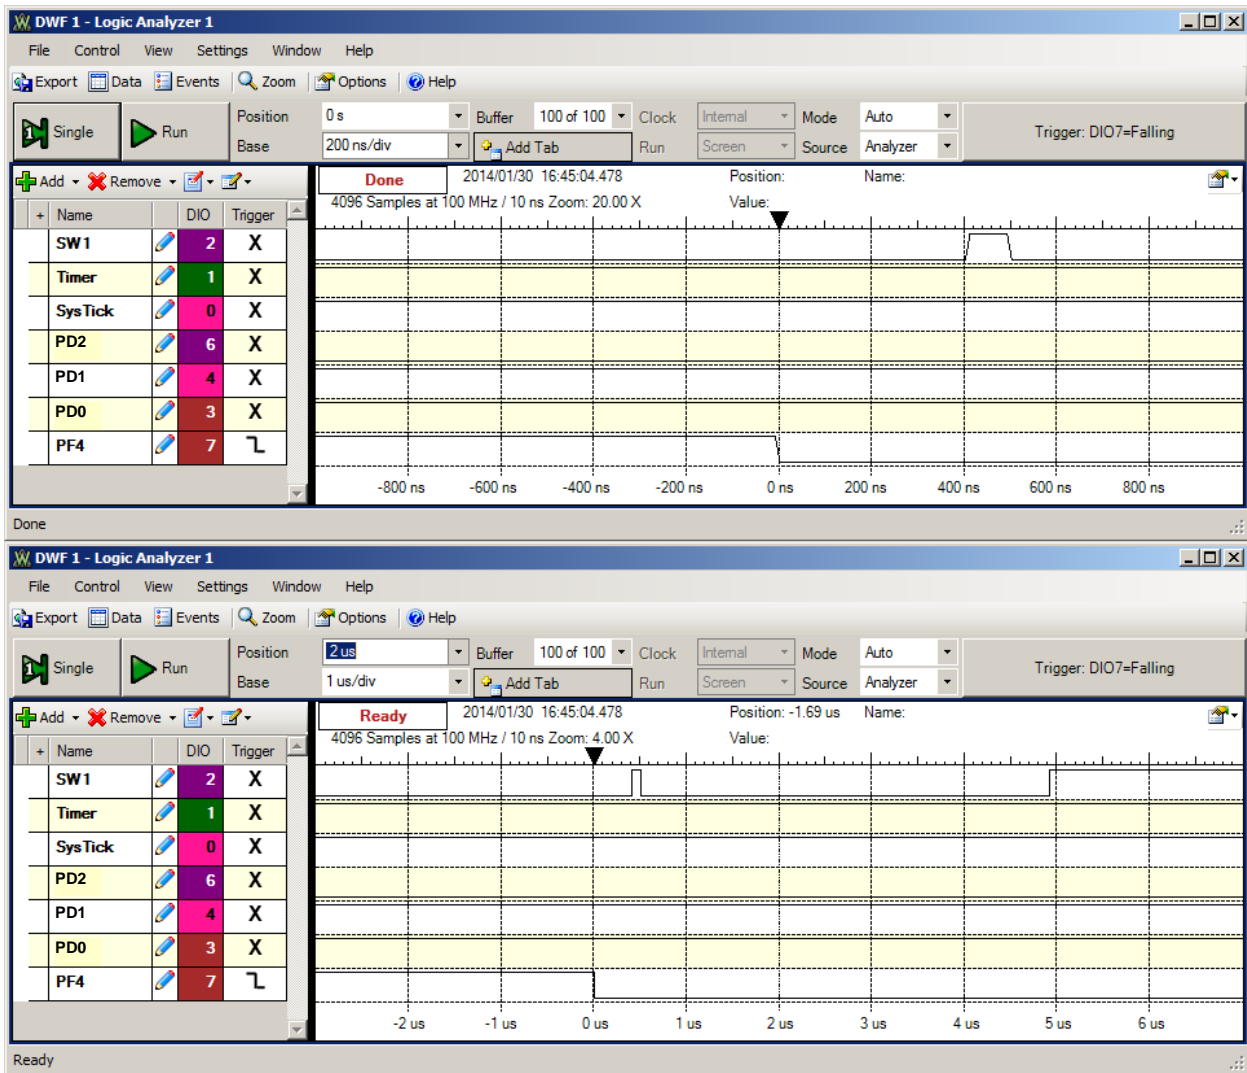 DWF 1 - Logic Analyzer 1
File Control View Settings Window Help
Export Data Events Zoom Options Help
Single Run Position 0 s Buffer 100 of 100 Clock Internal Mode Auto Trigger: DIO7=Falling
Base 200 ns/div Add Tab Run Screen Source Analyzer
Add Remove Done 2014/01/30 16:45:04.478 Position: Name:
4096 Samples at 100 MHz / 10 ns Zoom: 20.00 X Value:
+ Name DIO Trigger
SW1 2 X
Timer 1 X
SysTick 0 X
PD2 6 X
PD1 4 X
PD0 3 X
PF4 7
-800 ns -600 ns -400 ns -200 ns 0 ns 200 ns 400 ns 600 ns 800 ns
Done
DWF 1 - Logic Analyzer 1
File Control View Settings Window Help
Export Data Events Zoom Options Help
Single Run Position 2 us Buffer 100 of 100 Clock Internal Mode Auto Trigger: DIO7=Falling
Base 1 us/div Add Tab Run Screen Source Analyzer
Add Remove Ready 2014/01/30 16:45:04.478 Position: -1.69 us Name:
4096 Samples at 100 MHz / 10 ns Zoom: 4.00 X Value:
+ Name DIO Trigger
SW1 2 X
Timer 1 X
SysTick 0 X
PD2 6 X
PD1 4 X
PD0 3 X
PF4 7
-2 us -1 us 0 us 1 us 2 us 3 us 4 us 5 us 6 us
Ready